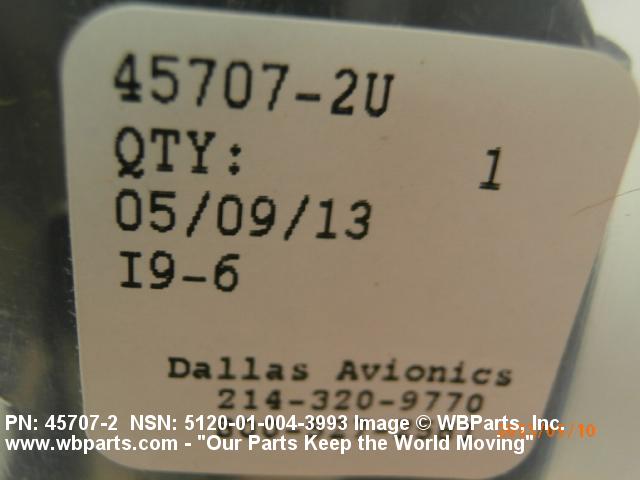 45707-2U
QTY: 1
05/09/13
I9-6
Dallas Avionics
214-320-9770
PN: 45707-2 NSN: 5120-01-004-3993 Image © WBParts, Inc.
www.wbparts.com - "Our Parts Keep the World Moving"